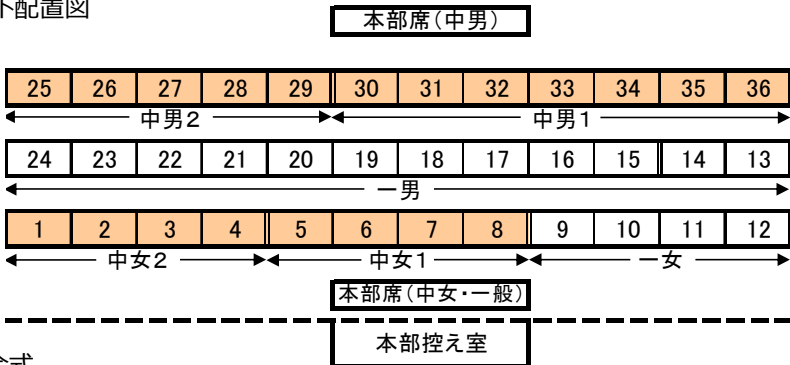 配置図
本部席(中男)
25 26 27 28 29 30 31 32 33 34 35 36
中男2 中男1
24 23 22 21 20 19 18 17 16 15 14 13
一男
1 2 3 4 5 6 7 8 9 10 11 12
中女2 中女1 一女
本部席(中女・一般)
本部控え室
式